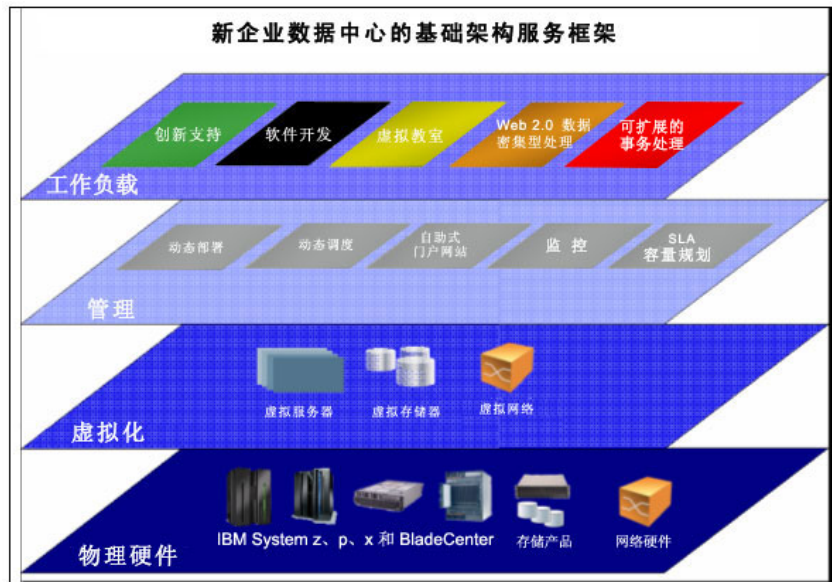 新企业数据中心的基础架构服务框架
创新支持
软件开发
虚拟教室
Web 2.0 数据
密集型处理
可扩展的
事务处理
工作负载
动态部署
动态调度
自助式
门户网站
监 控
SLA
容量规划
管理
虚拟服务器
虚拟存储器
虚拟网络
虚拟化
IBM System z、p、x 和 BladeCenter
存储产品
网络硬件
物理硬件